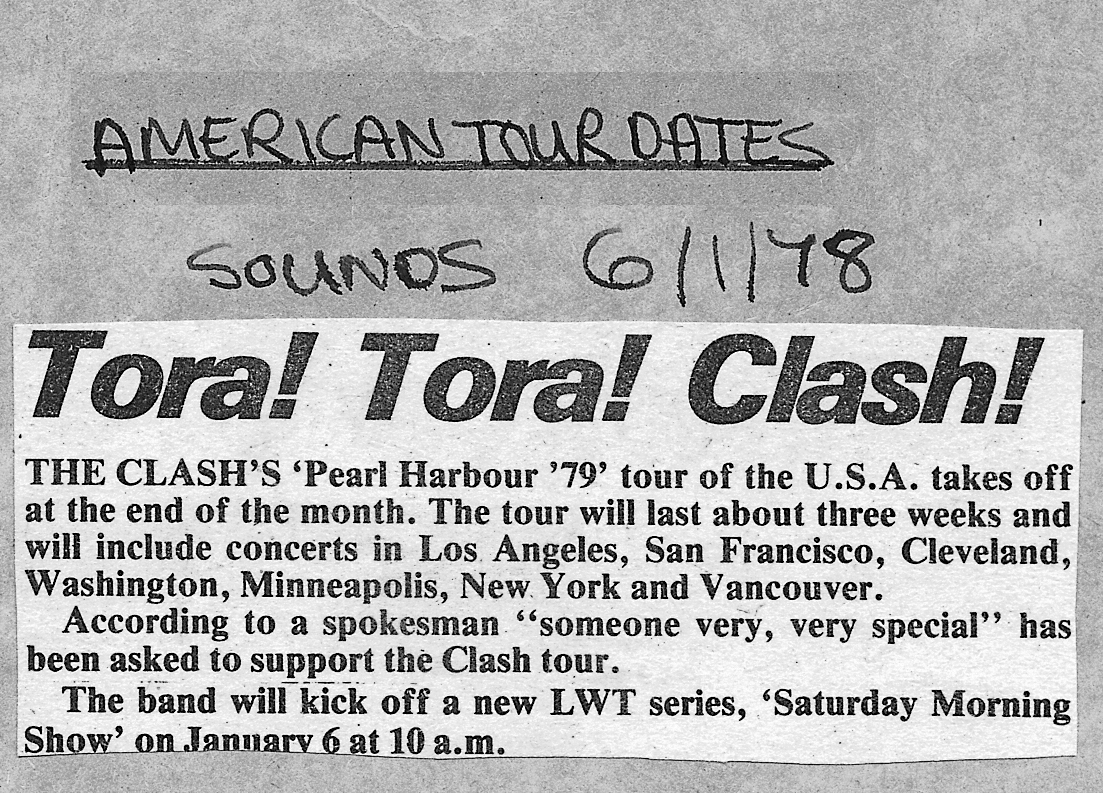 AMERICAN TOUR DATES
SOUNDS 6/1/78
Tora! Tora! Clash!
THE CLASH'S 'Pearl Harbour '79' tour of the U.S.A. takes off
at the end of the month. The tour will last about three weeks and
will include concerts in Los Angeles, San Francisco, Cleveland,
Washington, Minneapolis, New York and Vancouver.
According to a spokesman "someone very, very special" has
been asked to support the Clash tour.
The band will kick off a new LWT series, 'Saturday Morning
Show' on January 6 at 10 a.m.